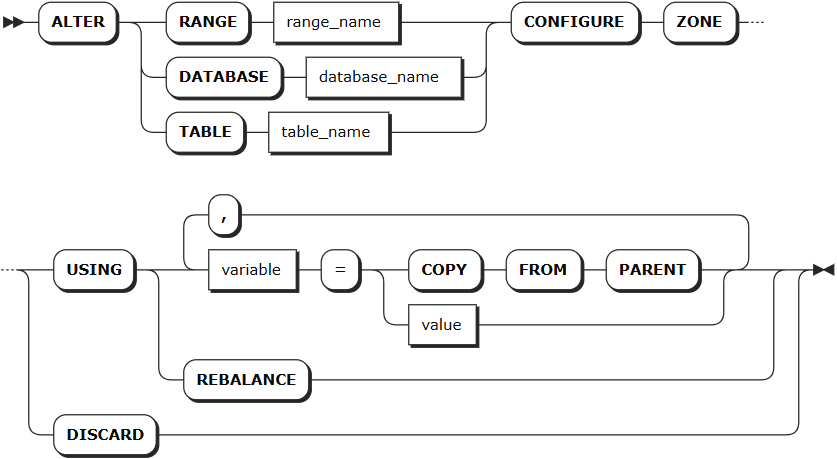 ALTER RANGE range_name CONFIGURE ZONE
DATABASE database_name
TABLE table_name
,
USING variable = COPY FROM PARENT
value
REBALANCE
DISCARD